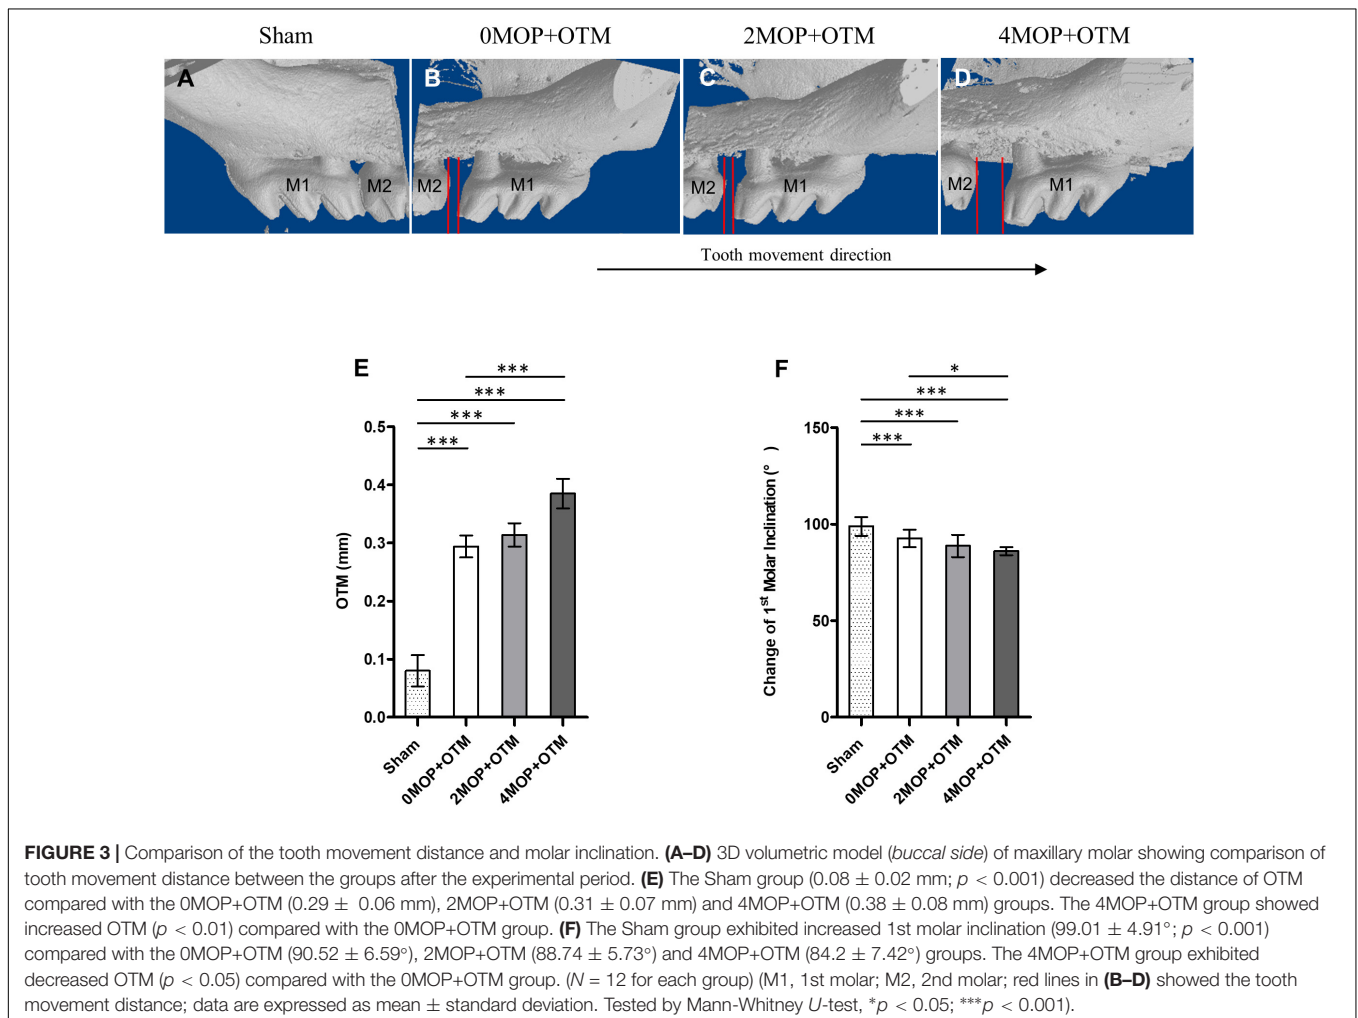 Sham 0MOP+OTM 2MOP+OTM 4MOP+OTM
A B C D
M1 M2 M2 M1 M2 M1 M2 M1
Tooth movement direction
E
***
***
***
***
0.5
0.4
0.3
0.2
0.1
0.0
OTM (mm)
Sham 0MOP+OTM 2MOP+OTM 4MOP+OTM
F
*
***
***
***
150
100
50
0
Change of 1st Molar Inclination (° )
Sham 0MOP+OTM 2MOP+OTM 4MOP+OTM
FIGURE 3 | Comparison of the tooth movement distance and molar inclination. (A–D) 3D volumetric model (buccal side) of maxillary molar showing comparison of
tooth movement distance between the groups after the experimental period. (E) The Sham group (0.08 ± 0.02 mm; p < 0.001) decreased the distance of OTM
compared with the 0MOP+OTM (0.29 ± 0.06 mm), 2MOP+OTM (0.31 ± 0.07 mm) and 4MOP+OTM (0.38 ± 0.08 mm) groups. The 4MOP+OTM group showed
increased OTM (p < 0.01) compared with the 0MOP+OTM group. (F) The Sham group exhibited increased 1st molar inclination (99.01 ± 4.91°; p < 0.001)
compared with the 0MOP+OTM (90.52 ± 6.59°), 2MOP+OTM (88.74 ± 5.73°) and 4MOP+OTM (84.2 ± 7.42°) groups. The 4MOP+OTM group exhibited
decreased OTM (p < 0.05) compared with the 0MOP+OTM group. (N = 12 for each group) (M1, 1st molar; M2, 2nd molar; red lines in (B–D) showed the tooth
movement distance; data are expressed as mean ± standard deviation. Tested by Mann-Whitney U-test, *p < 0.05; ***p < 0.001).